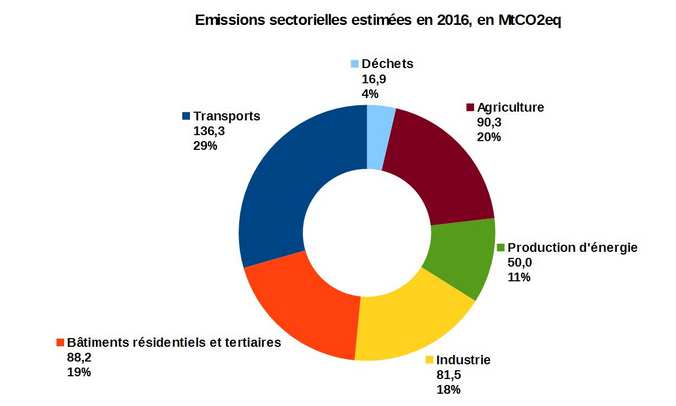 Emissions sectorielles estimées en 2016, en MtCO2eq
Déchets
16,9
4%
Agriculture
90,3
20%
Production d'énergie
50,0
11%
Industrie
81,5
18%
Bâtiments résidentiels et tertiaires
88,2
19%
Transports
136,3
29%